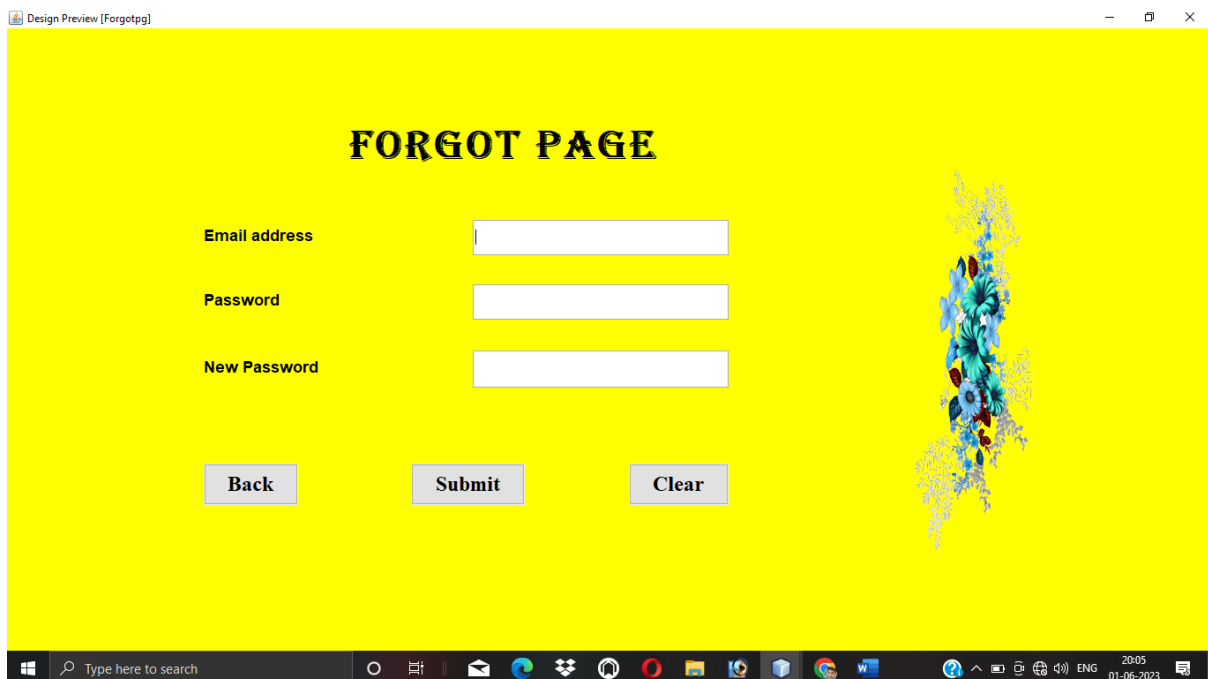 Design Preview [Forgotpg]
FORGOT PAGE
Email address
Password
New Password
Back Submit Clear
Type here to search
ENG
20:05
01-06-2023